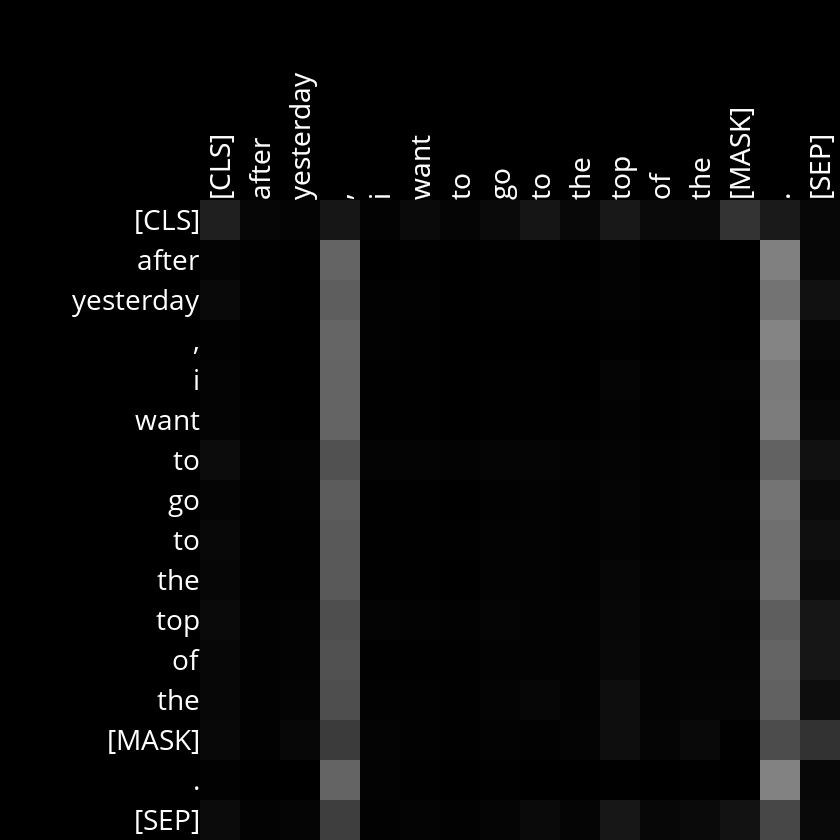 [CLS] after yesterday , i want to go to the top of the [MASK] . [SEP]
[CLS]
after
yesterday
,
i
want
to
go
to
the
top
of
the
[MASK]
.
[SEP]